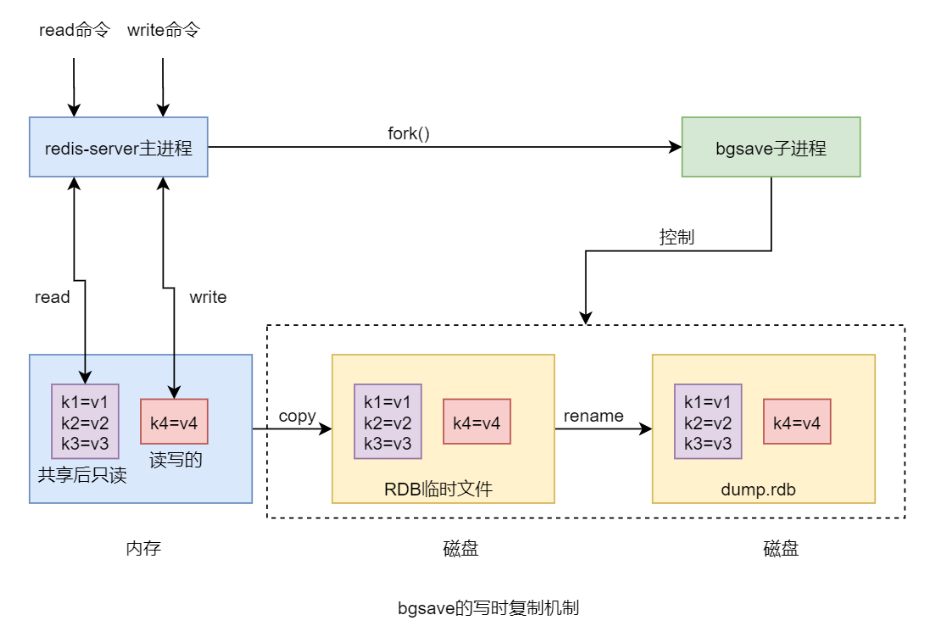 read命令
write命令
redis-server主进程
fork()
bgsave子进程
控制
read
write
k1=v1
k2=v2
k3=v3
共享后只读
k4=v4
读写的
copy
k1=v1
k2=v2
k3=v3
k4=v4
RDB临时文件
rename
k1=v1
k2=v2
k3=v3
k4=v4
dump.rdb
内存
磁盘
磁盘
bgsave的写时复制机制